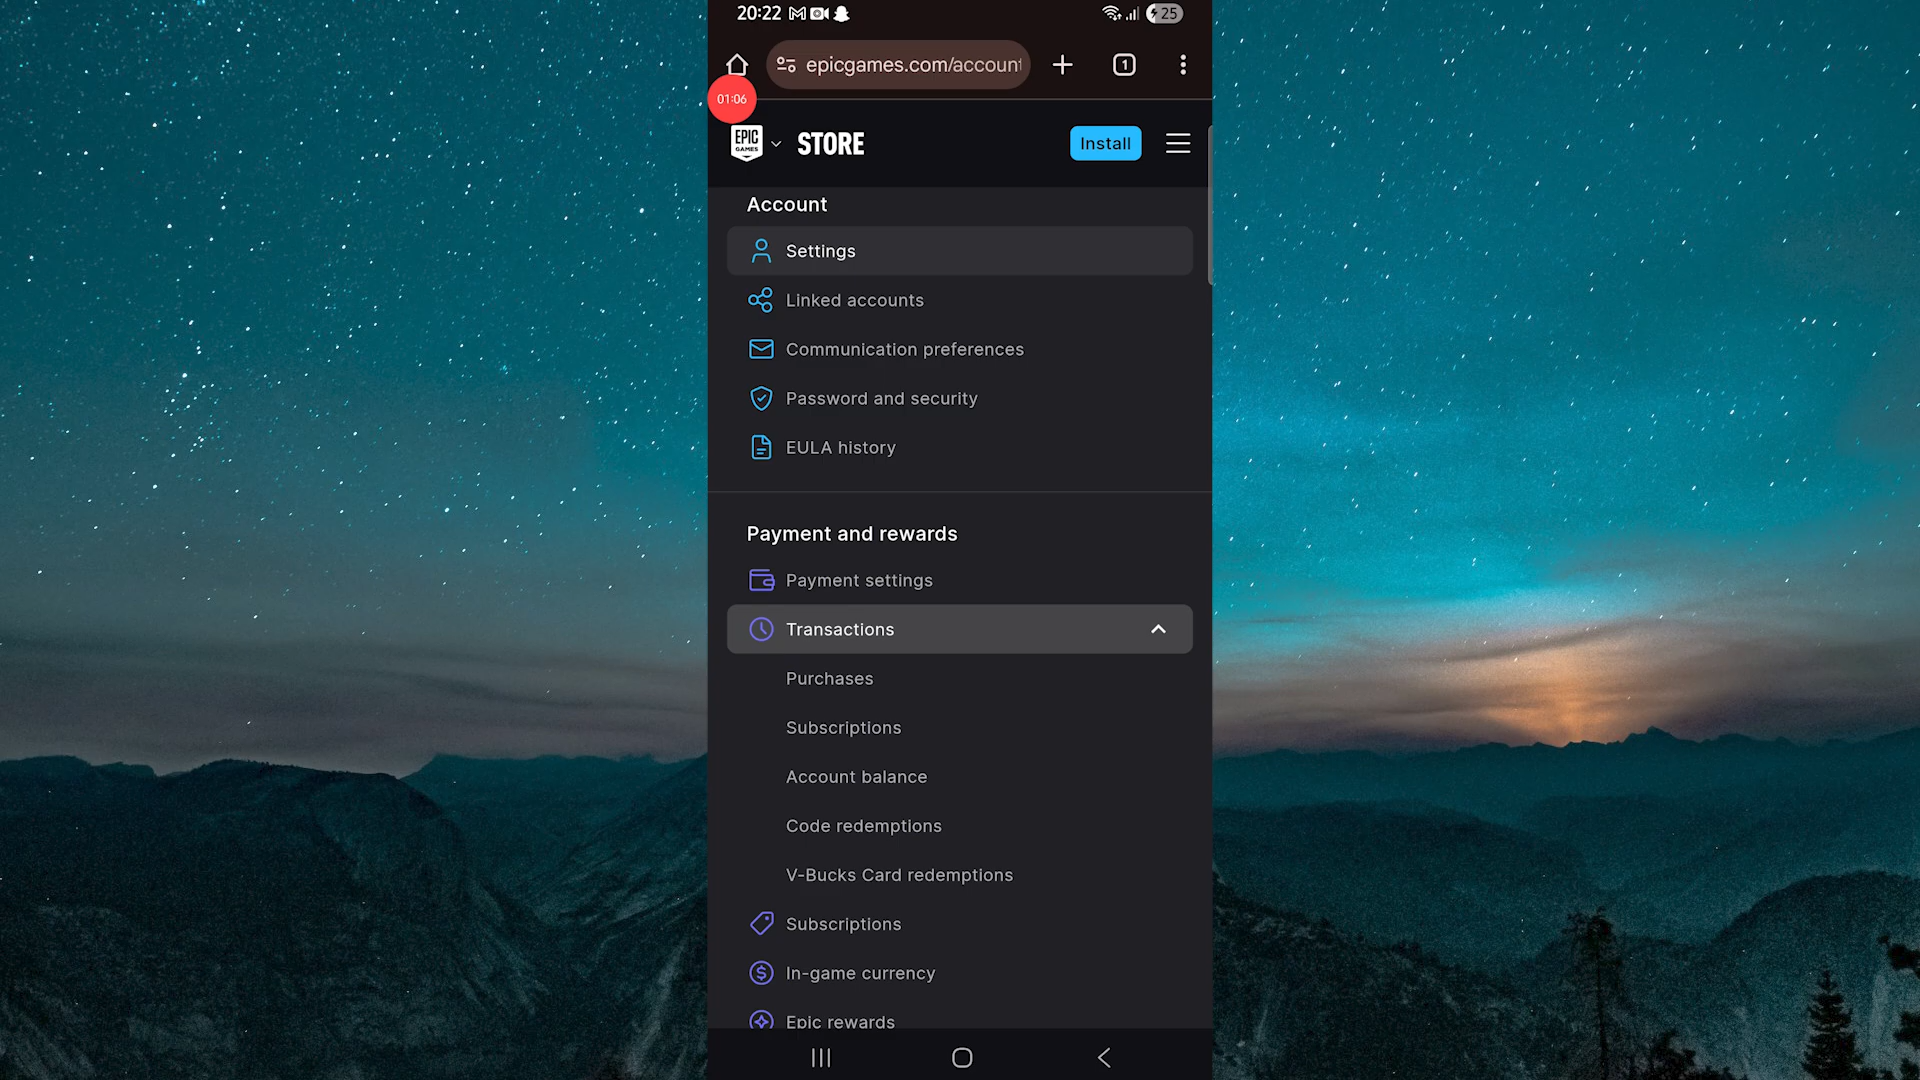 20:22
25
epicgames.com/account
1
01:06
EPIC
GAMES
STORE
Install
Account
Settings
Linked accounts
Communication preferences
Password and security
EULA history
Payment and rewards
Payment settings
Transactions
Purchases
Subscriptions
Account balance
Code redemptions
V-Bucks Card redemptions
Subscriptions
In-game currency
Epic rewards